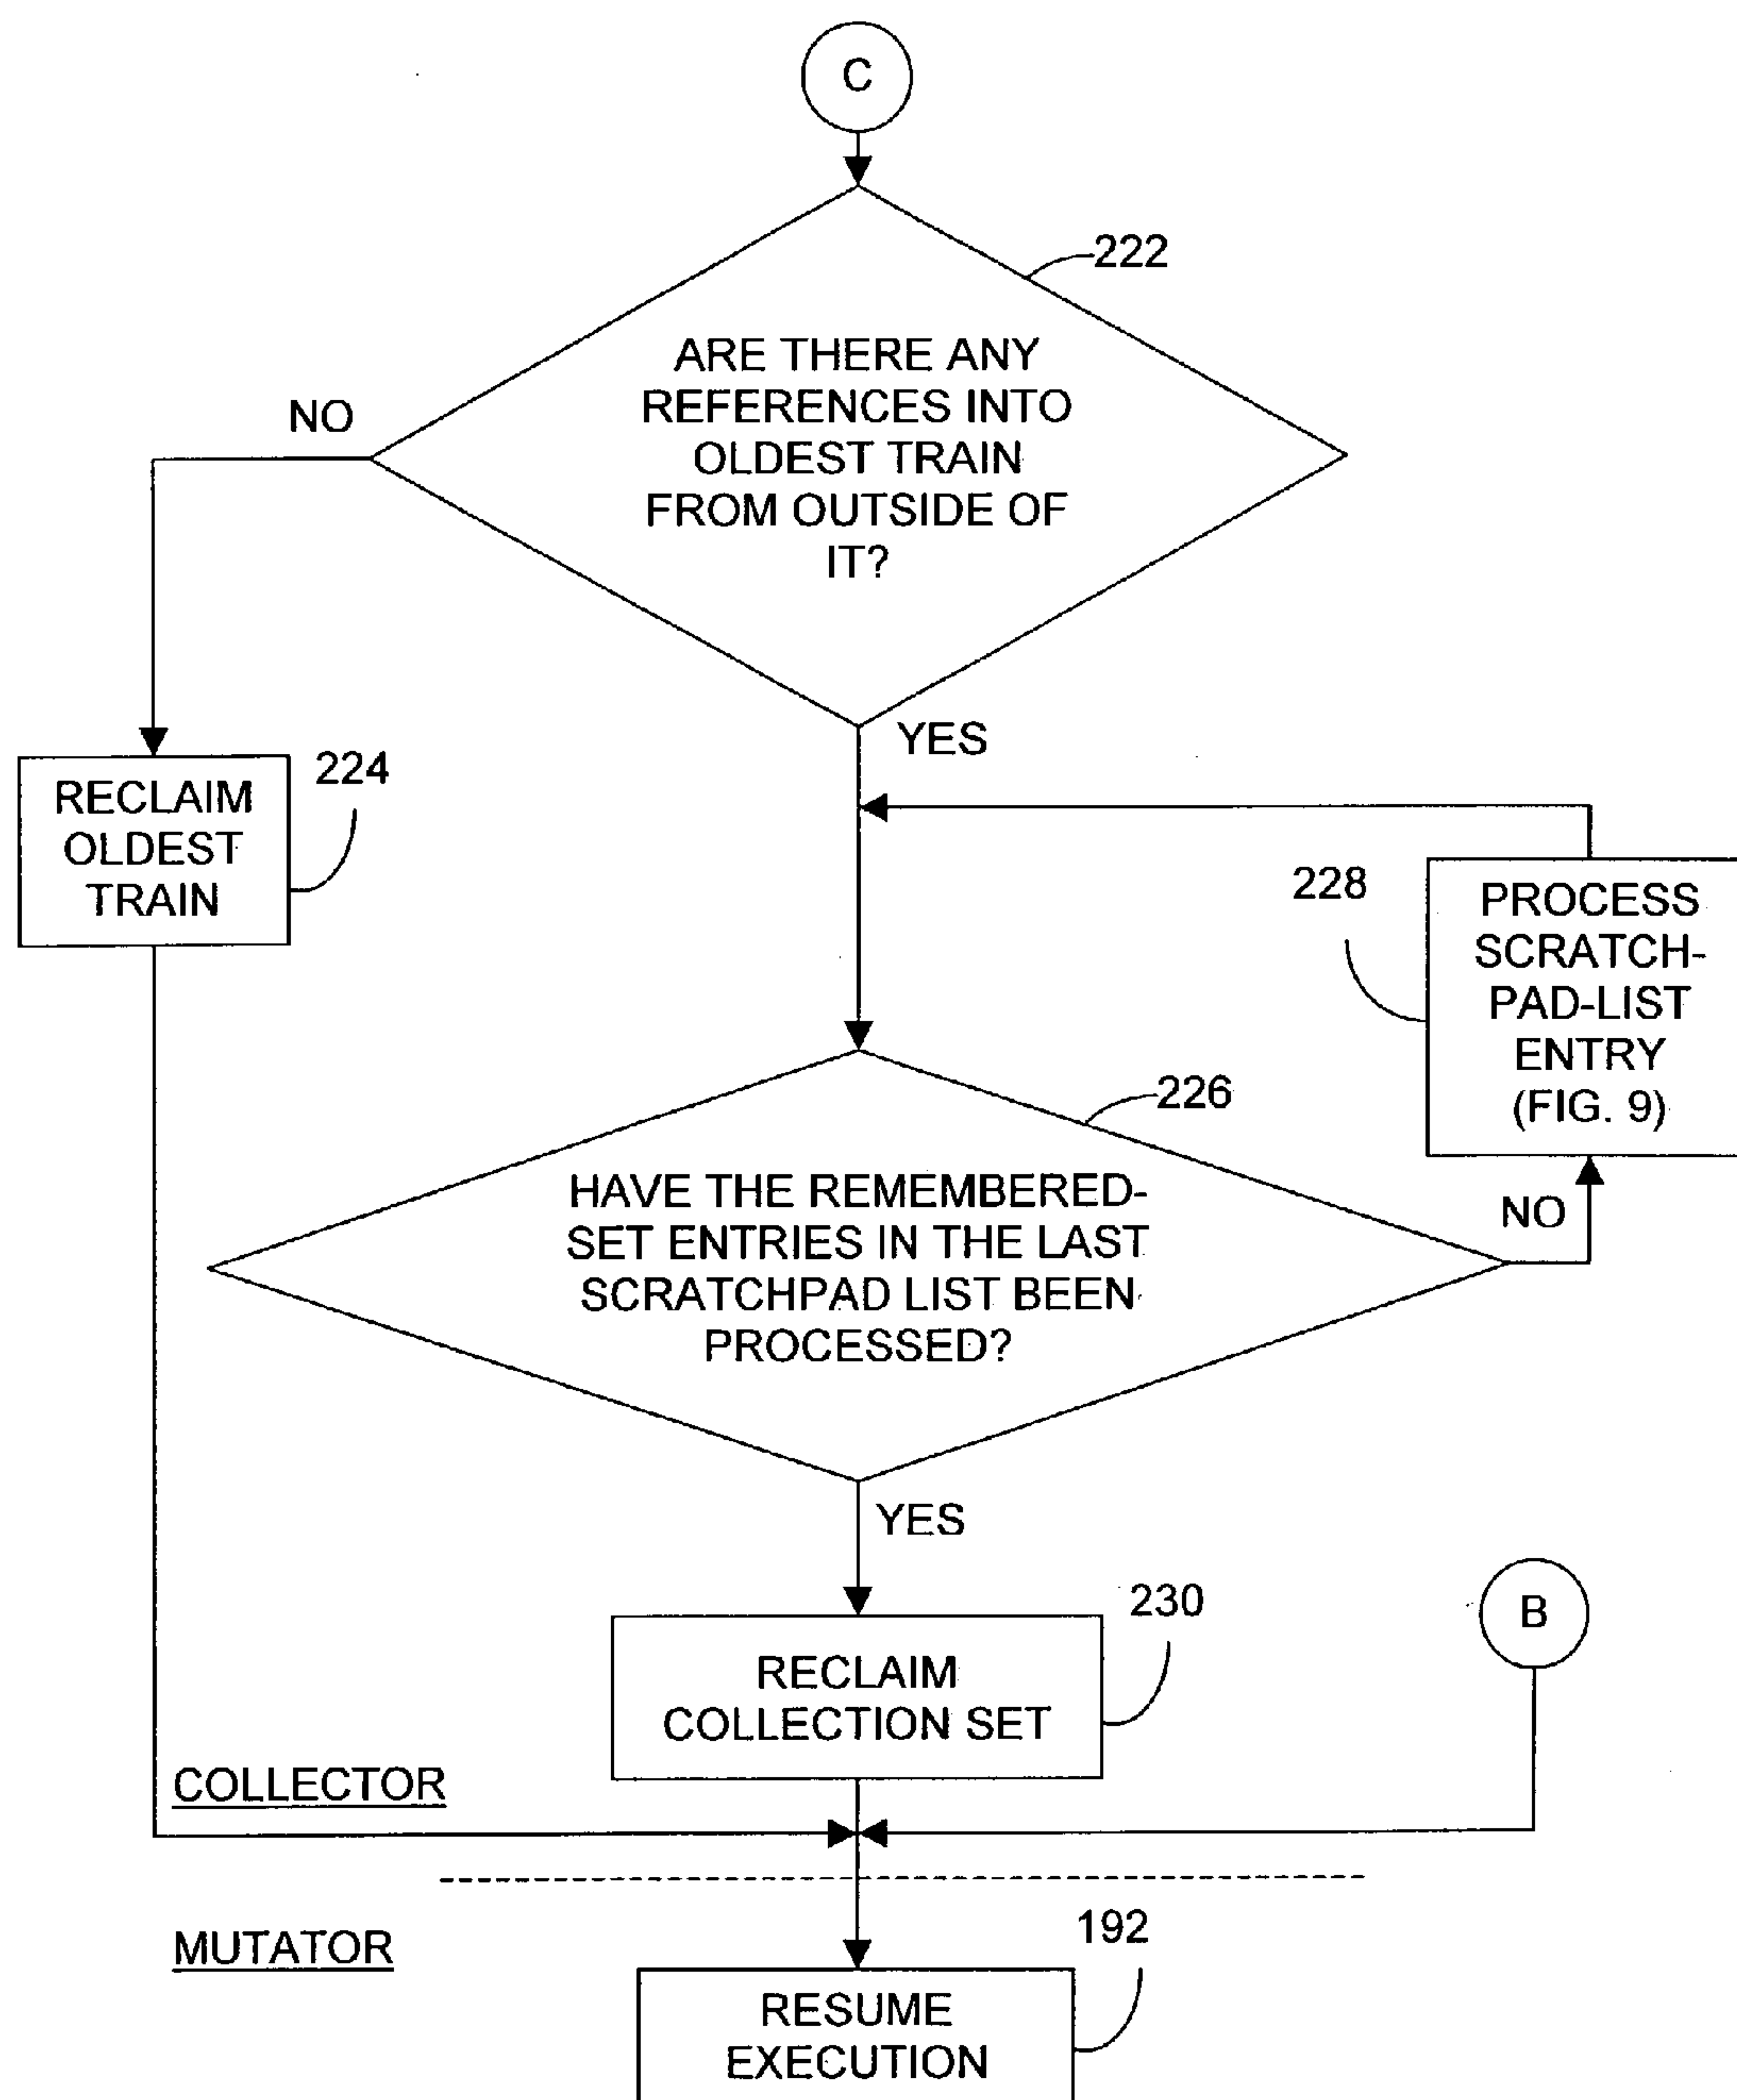 C
222
ARE THERE ANY
REFERENCES INTO
OLDEST TRAIN
FROM OUTSIDE OF
IT?
NO
YES
RECLAIM
OLDEST
TRAIN
224
228
PROCESS
SCRATCH-
PAD-LIST
ENTRY
(FIG. 9)
226
HAVE THE REMEMBERED-
SET ENTRIES IN THE LAST
SCRATCHPAD LIST BEEN
PROCESSED?
NO
YES
230
RECLAIM
COLLECTION SET
B
COLLECTOR
MUTATOR
192
RESUME
EXECUTION